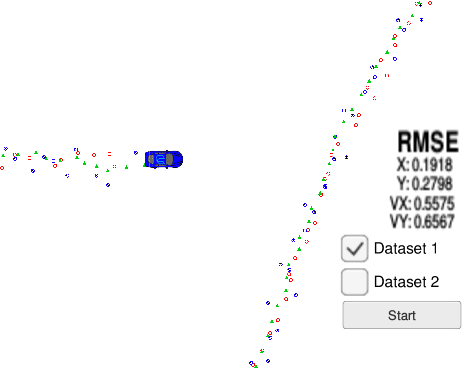 RMSE
X: 0.1918
Y: 0.2798
VX: 0.5575
VY: 0.6567
Dataset 1
Dataset 2
Start